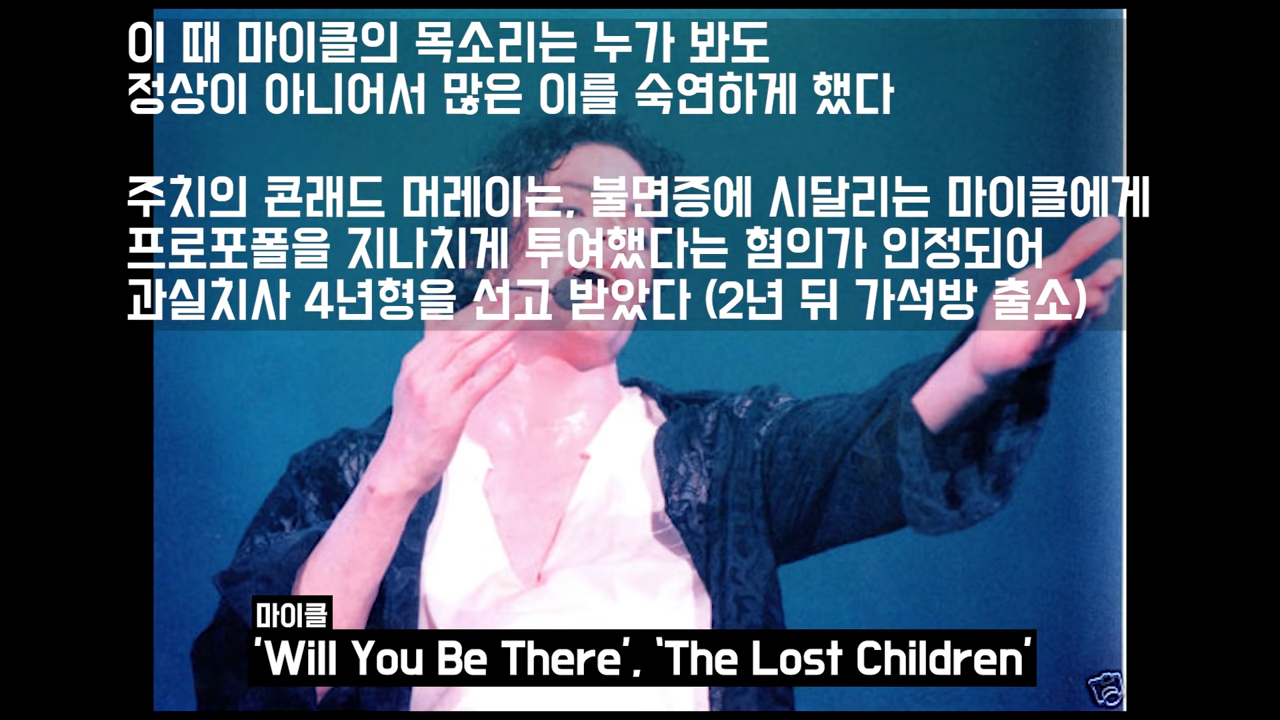 이 때 마이클의 목소리는 누가 봐도
정상이 아니어서 많은 이를 숙연하게 했다
주치의 콘래드 머레이는, 불면증에 시달리는 마이클에게
프로포폴을 지나치게 투여했다는 혐의가 인정되어
과실치사 4년형을 선고 받았다 (2년 뒤 가석방 출소)
마이클
'Will You Be There', 'The Lost Children'